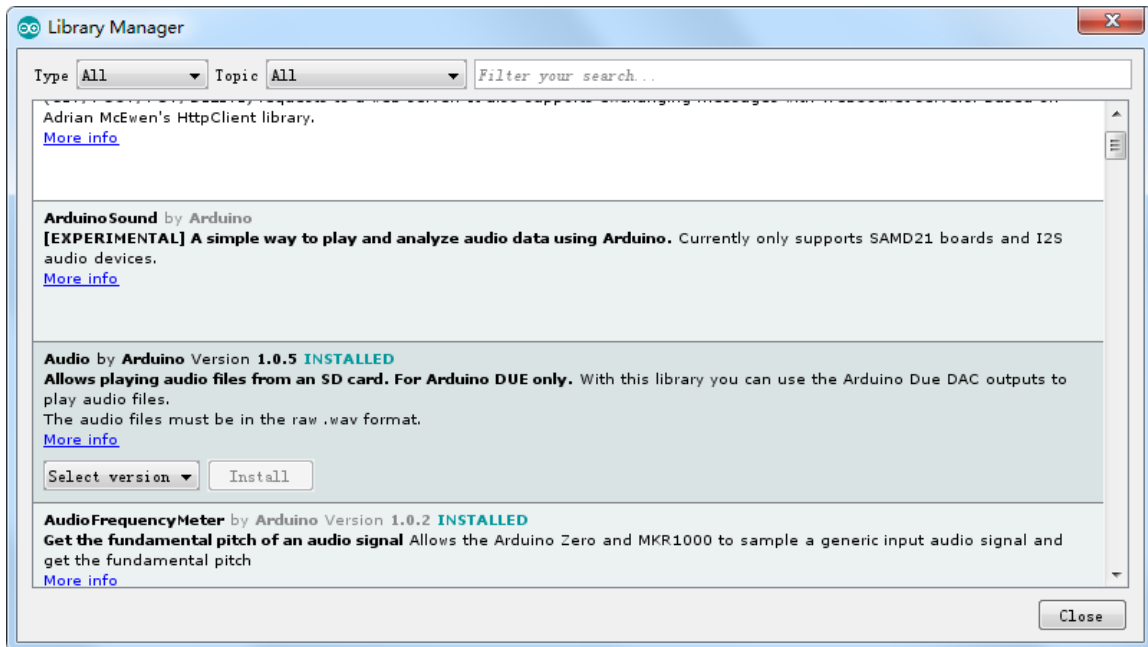 Library Manager
Type All Topic All Filter your search...
Adrian McEwen's HttpClient library.
More info
ArduinoSound by Arduino
[EXPERIMENTAL] A simple way to play and analyze audio data using Arduino. Currently only supports SAMD21 boards and I2S
audio devices.
More info
Audio by Arduino Version 1.0.5 INSTALLED
Allows playing audio files from an SD card. For Arduino DUE only. With this library you can use the Arduino Due DAC outputs to
play audio files.
The audio files must be in the raw .wav format.
More info
Select version Install
AudioFrequencyMeter by Arduino Version 1.0.2 INSTALLED
Get the fundamental pitch of an audio signal Allows the Arduino Zero and MKR1000 to sample a generic input audio signal and
get the fundamental pitch
More info
Close